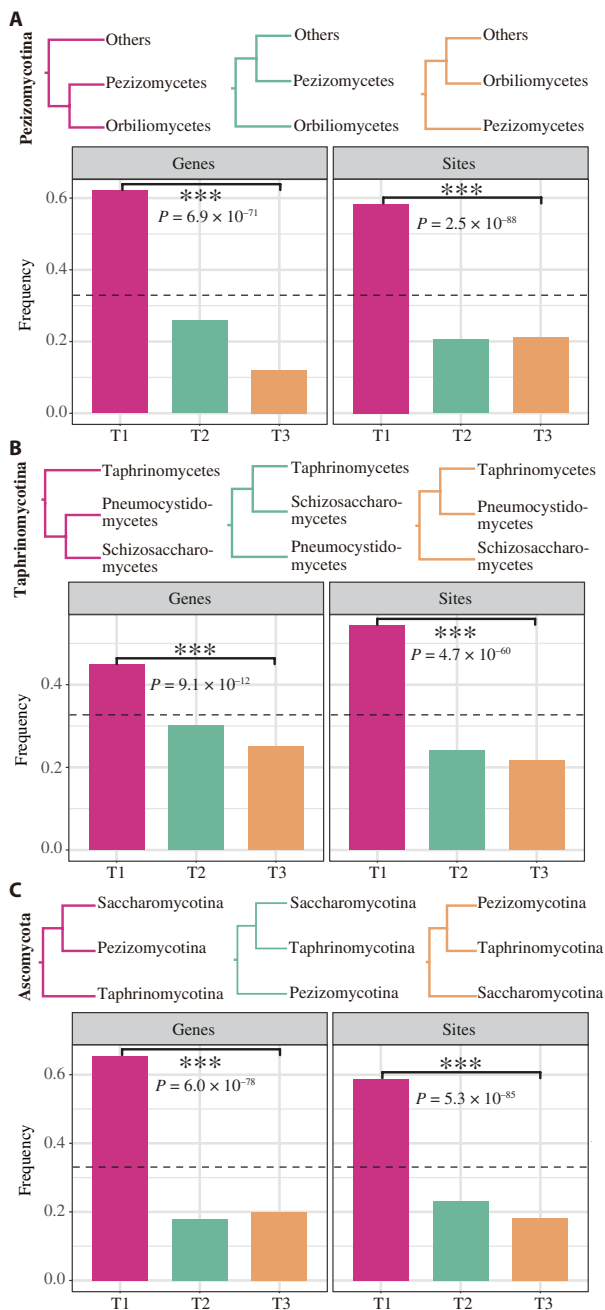 A
Pezizomycotina
Others
Pezizomycetes
Orbiliomycetes
Others
Pezizomycetes
Orbiliomycetes
Others
Orbiliomycetes
Pezizomycetes
Genes
Sites
Frequency
0.6
0.4
0.2
0.0
***
P = 6.9 × 10⁻⁷¹
***
P = 2.5 × 10⁻⁸⁸
T1 T2 T3
T1 T2 T3
B
Taphrinomycotina
Taphrinomycetes
Pneumocystido-
mycetes
Schizosaccharo-
mycetes
Taphrinomycetes
Schizosaccharo-
mycetes
Pneumocystido-
mycetes
Taphrinomycetes
Pneumocystido-
mycetes
Schizosaccharo-
mycetes
Genes
Sites
Frequency
0.4
0.2
0.0
***
P = 9.1 × 10⁻¹²
***
P = 4.7 × 10⁻⁶⁰
T1 T2 T3
T1 T2 T3
C
Ascomycota
Saccharomycotina
Pezizomycotina
Taphrinomycotina
Saccharomycotina
Taphrinomycotina
Pezizomycotina
Pezizomycotina
Taphrinomycotina
Saccharomycotina
Genes
Sites
Frequency
0.6
0.4
0.2
0.0
***
P = 6.0 × 10⁻⁷⁸
***
P = 5.3 × 10⁻⁸⁵
T1 T2 T3
T1 T2 T3